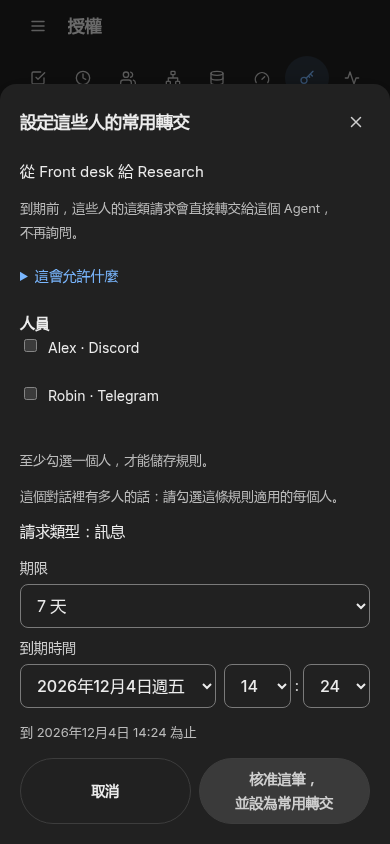 授權
設定這些人的常用轉交
從 Front desk 給 Research
到期前，這些人的這類請求會直接轉交給這個 Agent，
不再詢問。
這會允許什麼
人員
Alex · Discord
Robin · Telegram
至少勾選一個人，才能儲存規則。
這個對話裡有多人的話：請勾選這條規則適用的每個人。
請求類型：訊息
期限
7 天
到期時間
2026年12月4日週五 14 : 24
到 2026年12月4日 14:24 為止
取消
核准這筆，
並設為常用轉交